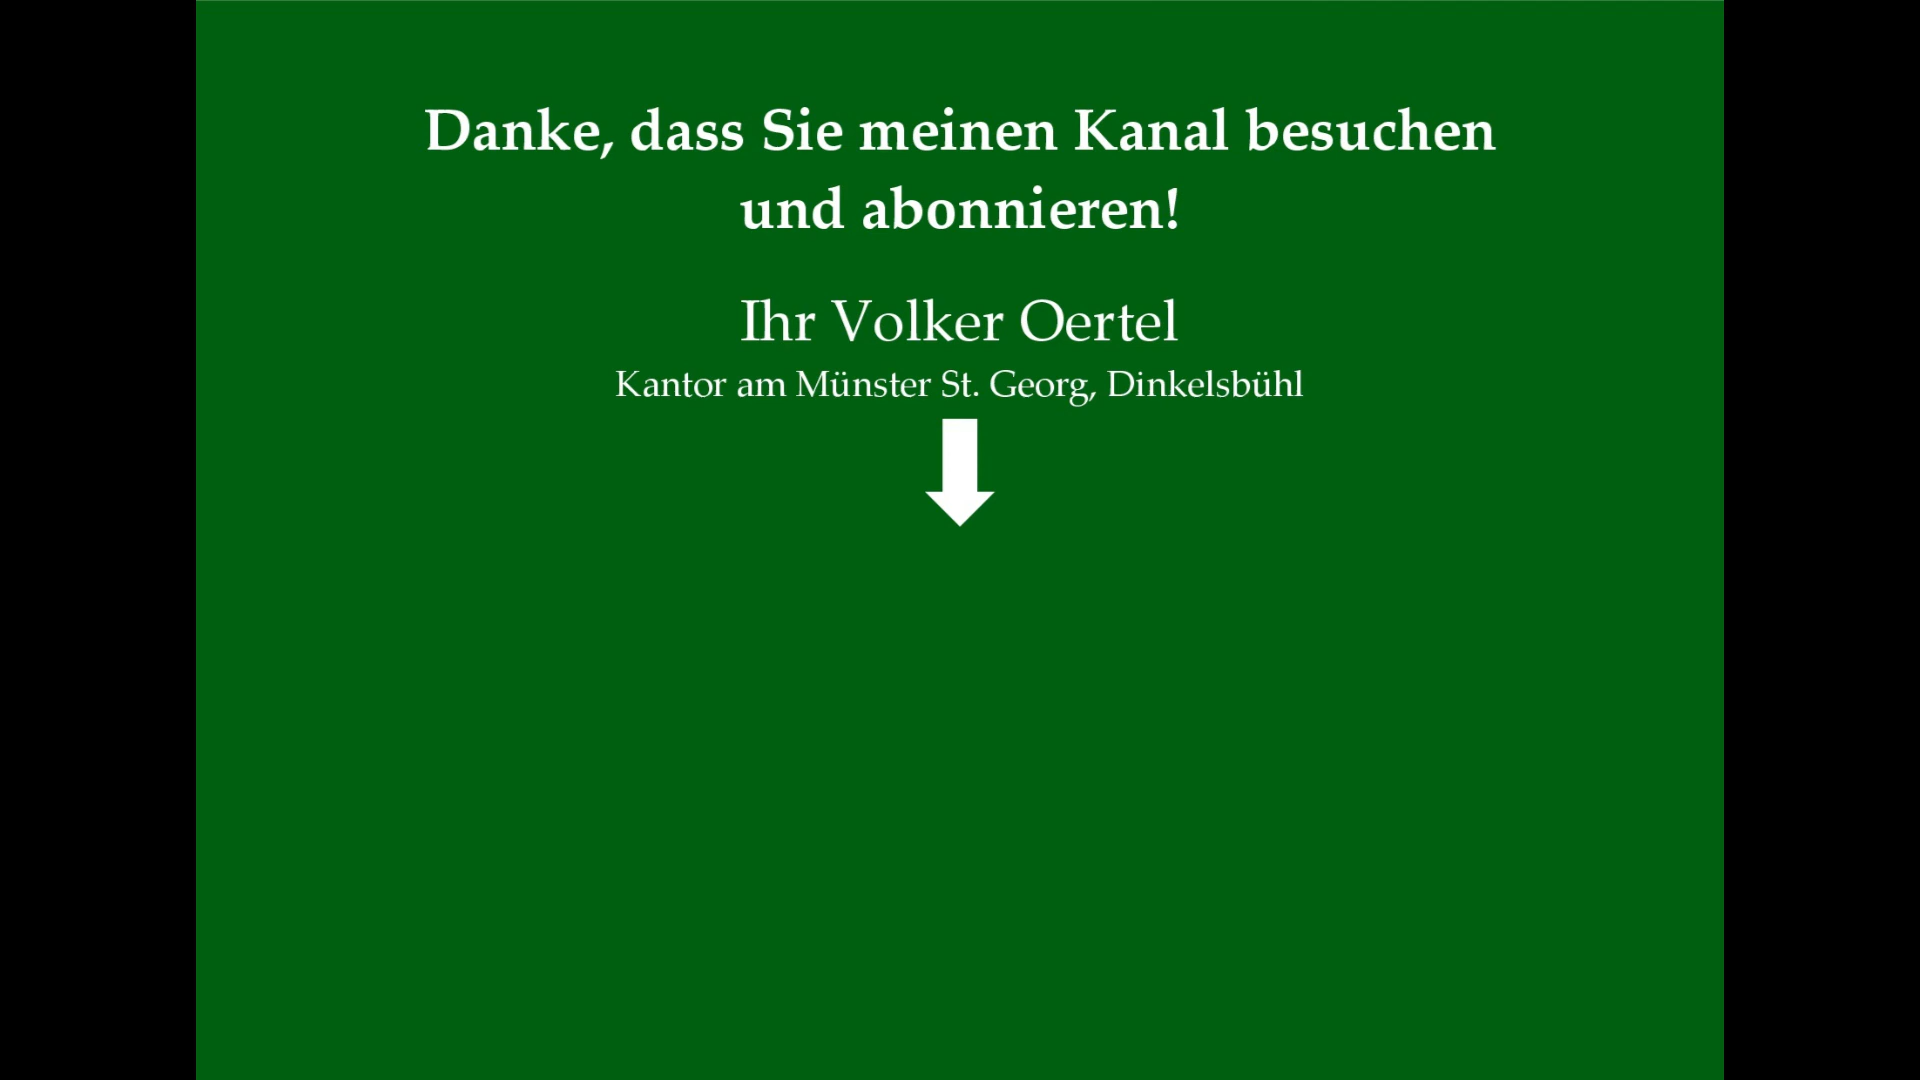 Danke, dass Sie meinen Kanal besuchen
und abonnieren!
Ihr Volker Oertel
Kantor am Münster St. Georg, Dinkelsbühl